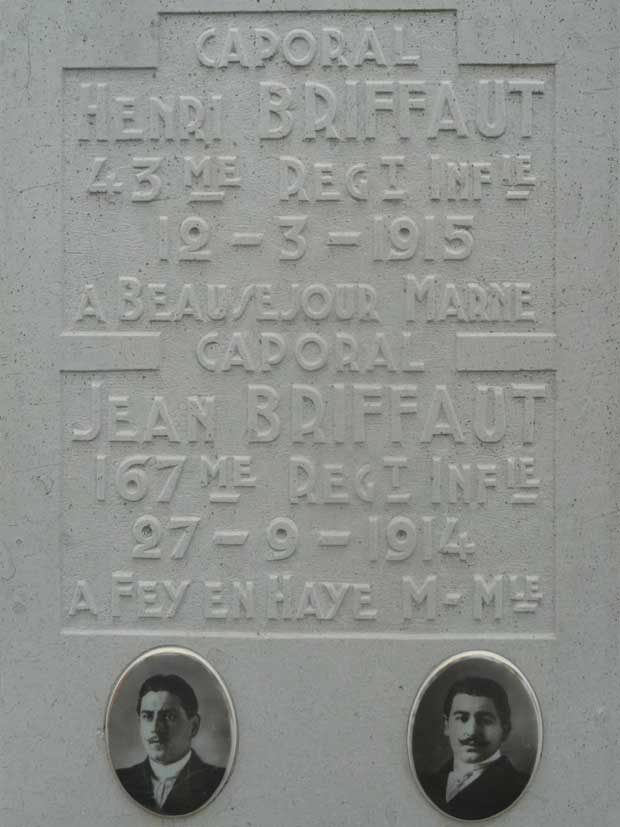 CAPORAL
HENRI BRIFFAUT
43ME REGT INFIE
12-3-1915
A BEAUSEJOUR MARNE
CAPORAL
JEAN BRIFFAUT
167ME REGT INFIE
27-9-1914
A FEY EN HAYE M-MLE